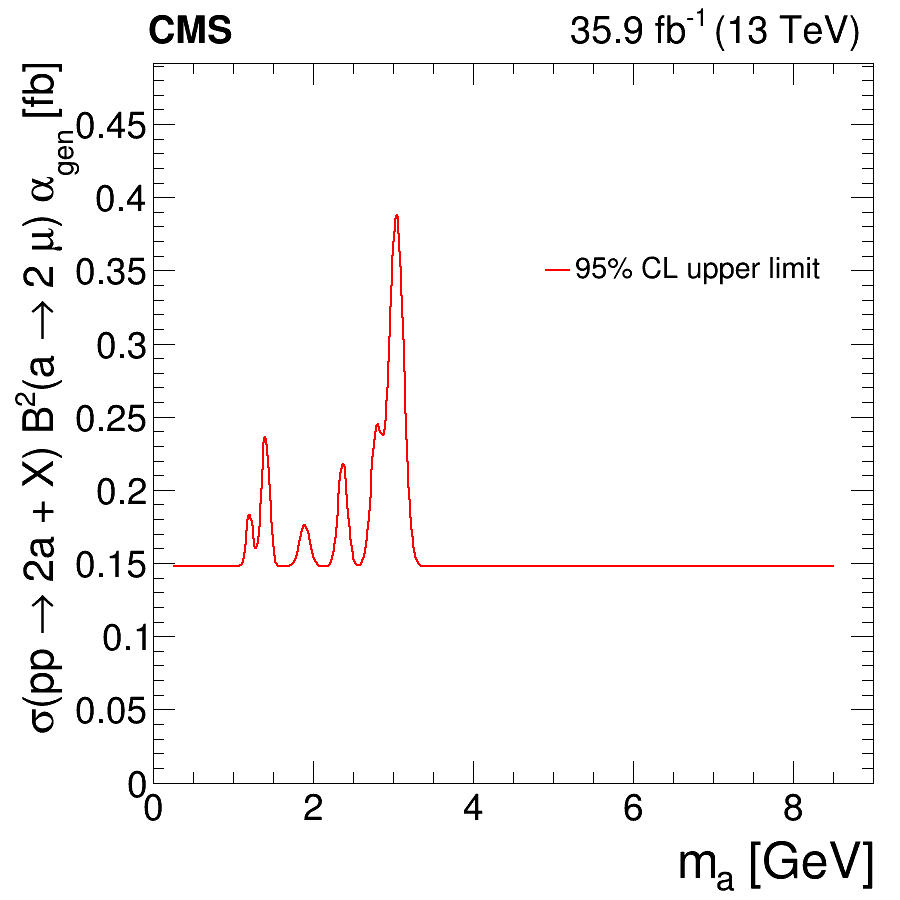 CMS 35.9 fb⁻¹ (13 TeV)
σ(pp → 2a + X) B²(a → 2 μ) α_gen [fb]
0.45
0.4
0.35
0.3
0.25
0.2
0.15
0.1
0.05
0
95% CL upper limit
0 2 4 6 8
m_a [GeV]